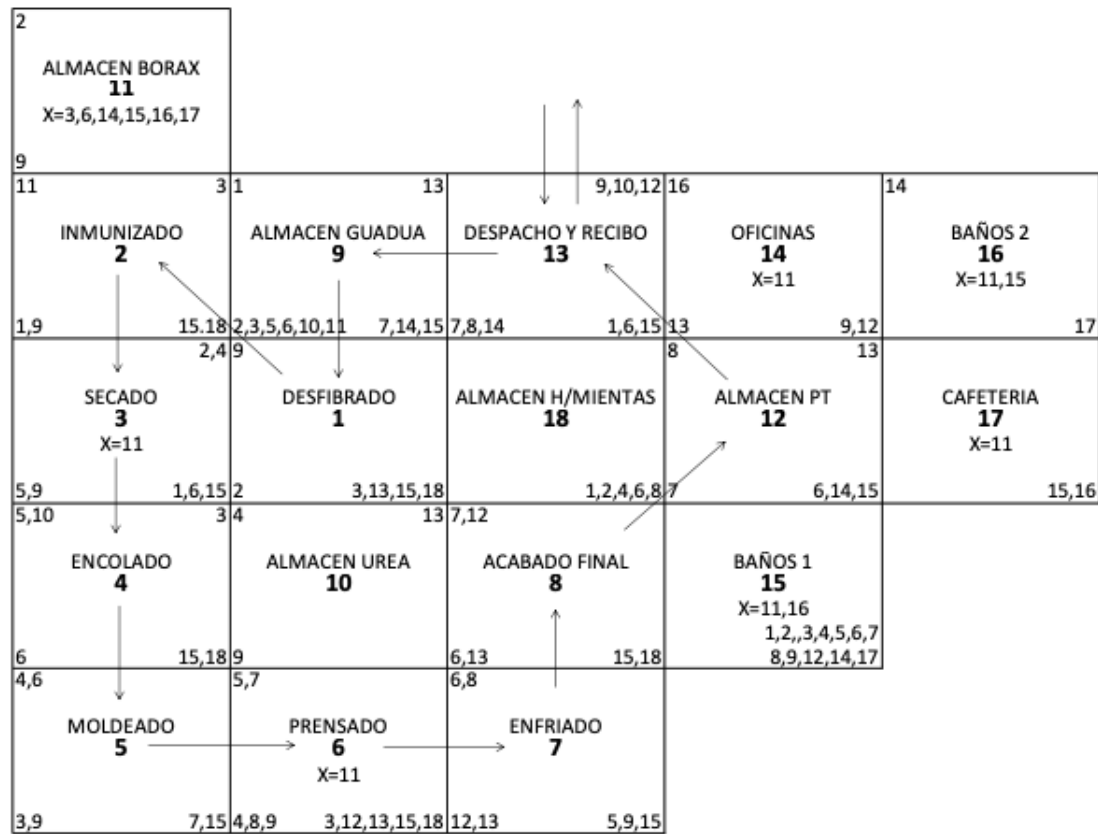 2
ALMACEN BORAX
11
X=3,6,14,15,16,17
9
11 3 1 13 9,10,12 16 14
INMUNIZADO ALMACEN GUADUA DESPACHO Y RECIBO OFICINAS BAÑOS 2
2 9 13 14 16
X=11 X=11,15
1,9 15.18 2,3,5,6,10,11 7,14,15 7,8,14 1,6,15 13 9,12 17
2,4 9 8 13
SECADO DESFIBRADO ALMACEN H/MIENTAS ALMACEN PT CAFETERIA
3 1 18 12 17
X=11 X=11
5,9 1,6,15 2 3,13,15,18 1,2,4,6,8 7 6,14,15 15,16
5,10 3 4 13 7,12
ENCOLADO ALMACEN UREA ACABADO FINAL BAÑOS 1
4 10 8 15
X=11,16
1,2,,3,4,5,6,7
6 15,18 9 6,13 15,18 8,9,12,14,17
4,6 5,7 6,8
MOLDEADO PRENSADO ENFRIADO
5 6 7
X=11
3,9 7,15 4,8,9 3,12,13,15,18 12,13 5,9,15